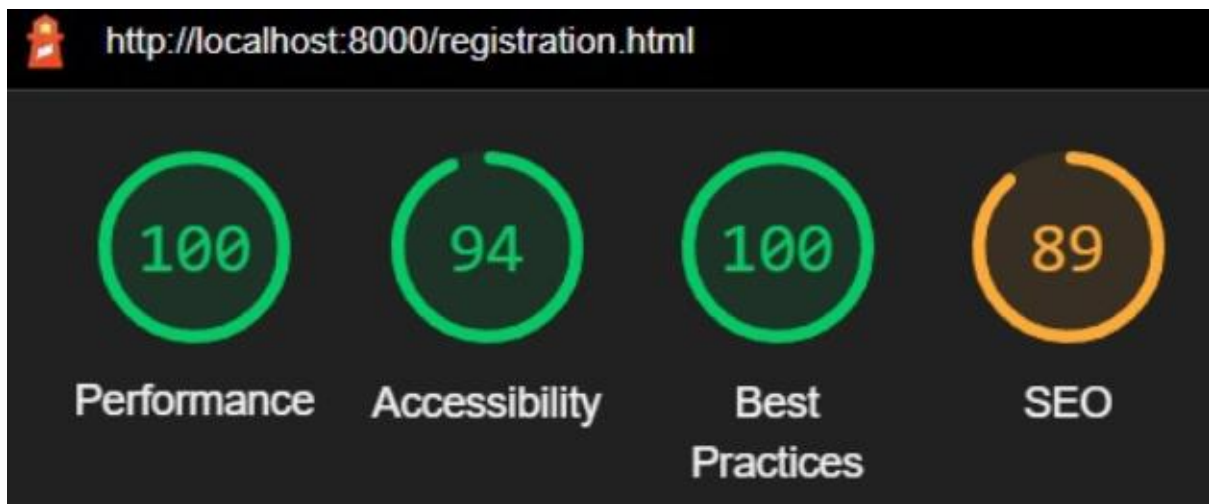 http://localhost:8000/registration.html
100
94
100
89
Performance
Accessibility
Best
Practices
SEO